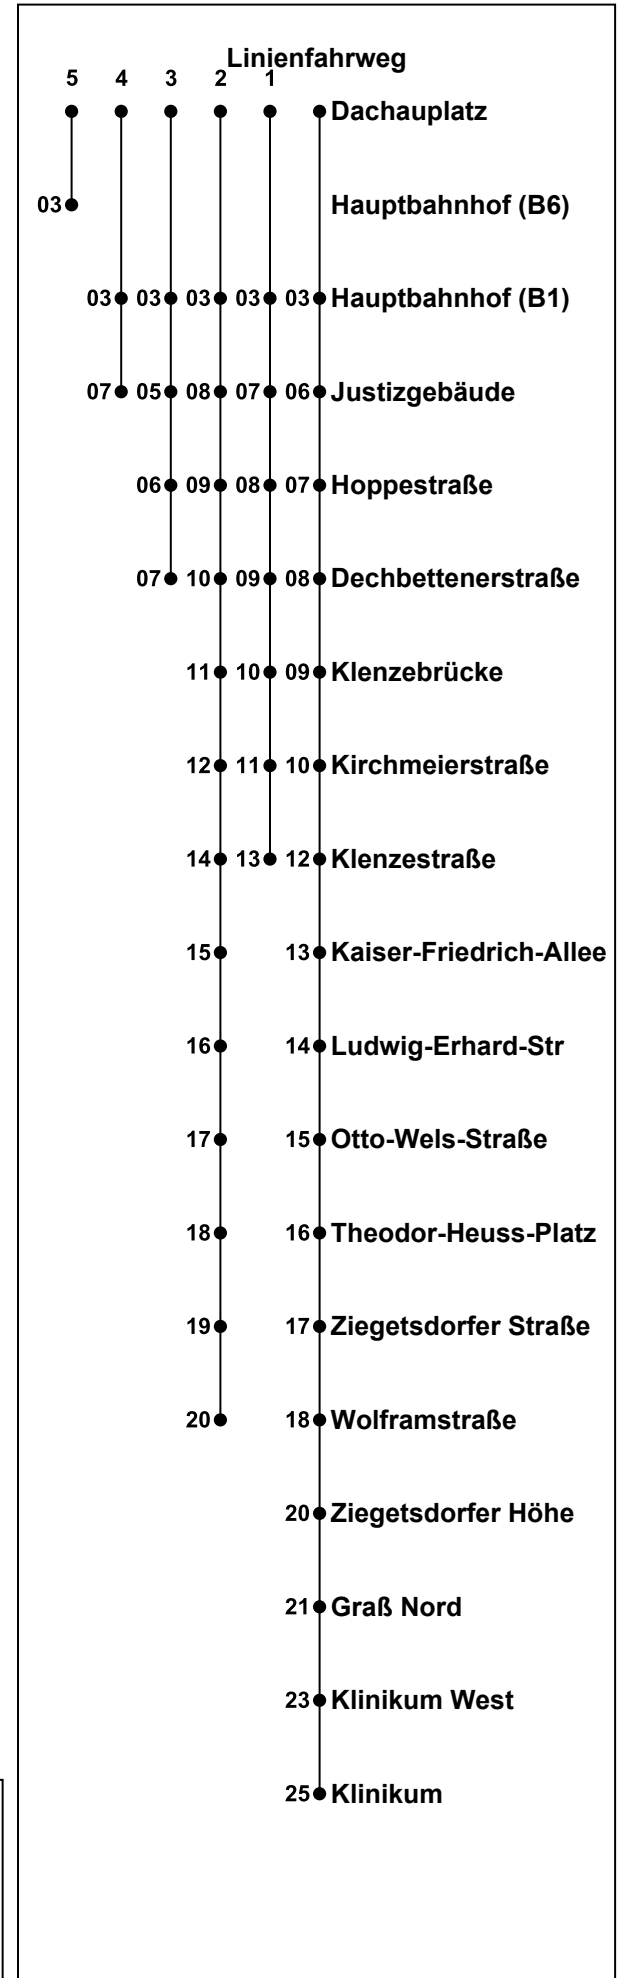 Linienfahrweg
5 4 3 2 1
Dachauplatz
03 Hauptbahnhof (B6)
03 03 03 03 03 Hauptbahnhof (B1)
07 05 08 07 06 Justizgebäude
06 09 08 07 Hoppestraße
07 10 09 08 Dechbettenerstraße
11 10 09 Klenzebrücke
12 11 10 Kirchmeierstraße
14 13 12 Klenzestraße
15 13 Kaiser-Friedrich-Allee
16 14 Ludwig-Erhard-Str
17 15 Otto-Wels-Straße
18 16 Theodor-Heuss-Platz
19 17 Ziegetsdorfer Straße
20 18 Wolframstraße
20 Ziegetsdorfer Höhe
21 Graß Nord
23 Klinikum West
25 Klinikum